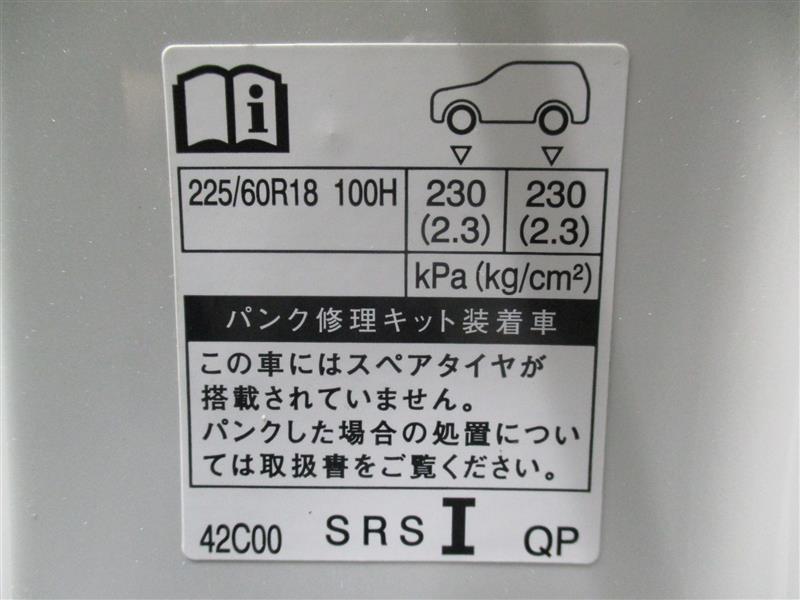 i
225/60R18 100H 230 230
(2.3) (2.3)
kPa (kg/cm²)
パンク修理キット装着車
この車にはスペアタイヤが
搭載されていません。
パンクした場合の処置につい
ては取扱書をご覧ください。
42C00 SRS I QP